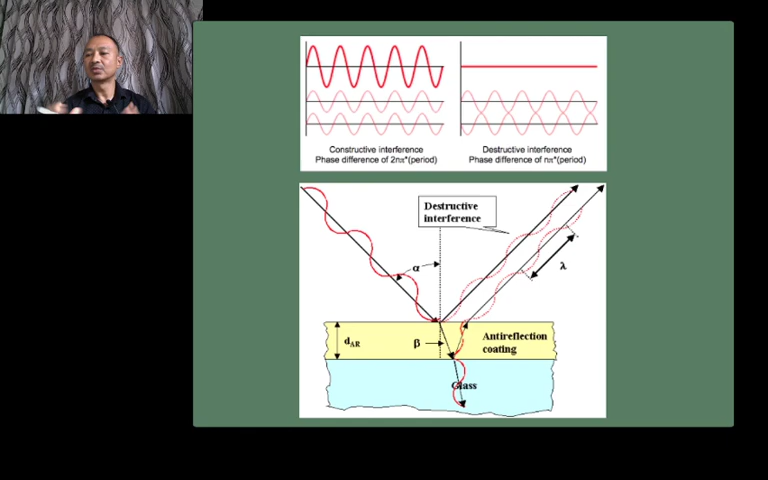 Constructive interference
Phase difference of 2nπ*(period)
Destructive interference
Phase difference of nπ*(period)
Destructive
interference
α
λ
d_AR
β
Antireflection
coating
Glass